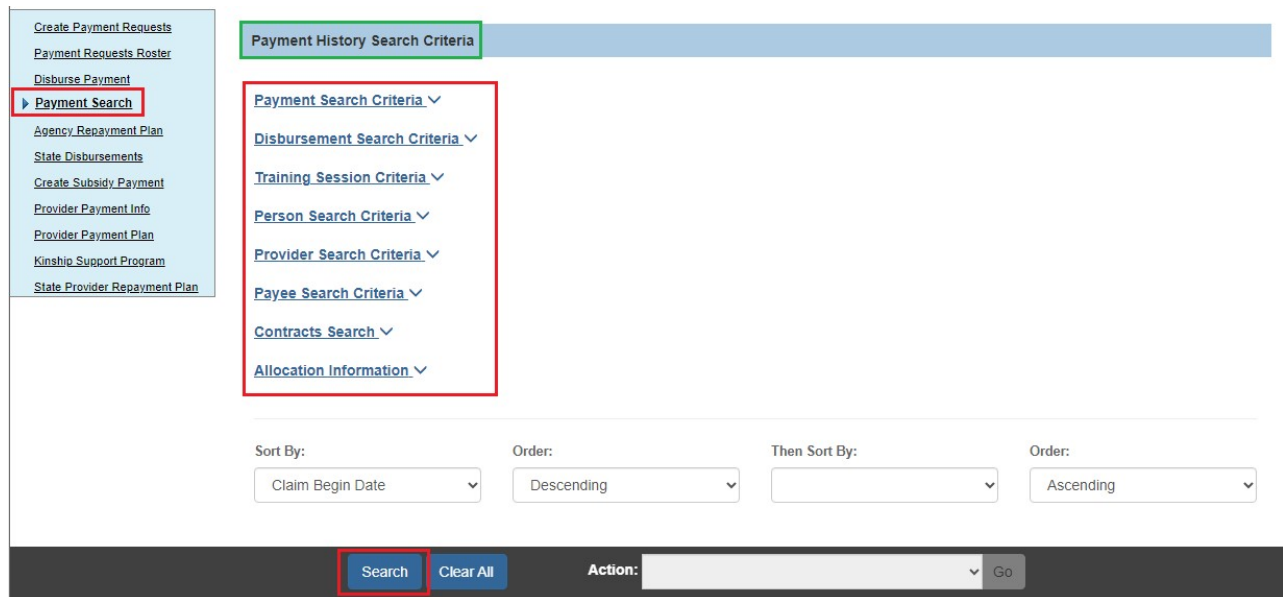 Create Payment Requests
Payment Requests Roster
Disburse Payment
Payment Search
Agency Repayment Plan
State Disbursements
Create Subsidy Payment
Provider Payment Info
Provider Payment Plan
Kinship Support Program
State Provider Repayment Plan
Payment History Search Criteria
Payment Search Criteria
Disbursement Search Criteria
Training Session Criteria
Person Search Criteria
Provider Search Criteria
Payee Search Criteria
Contracts Search
Allocation Information
Sort By: Order: Then Sort By: Order:
Claim Begin Date Descending Ascending
Search Clear All Action: Go